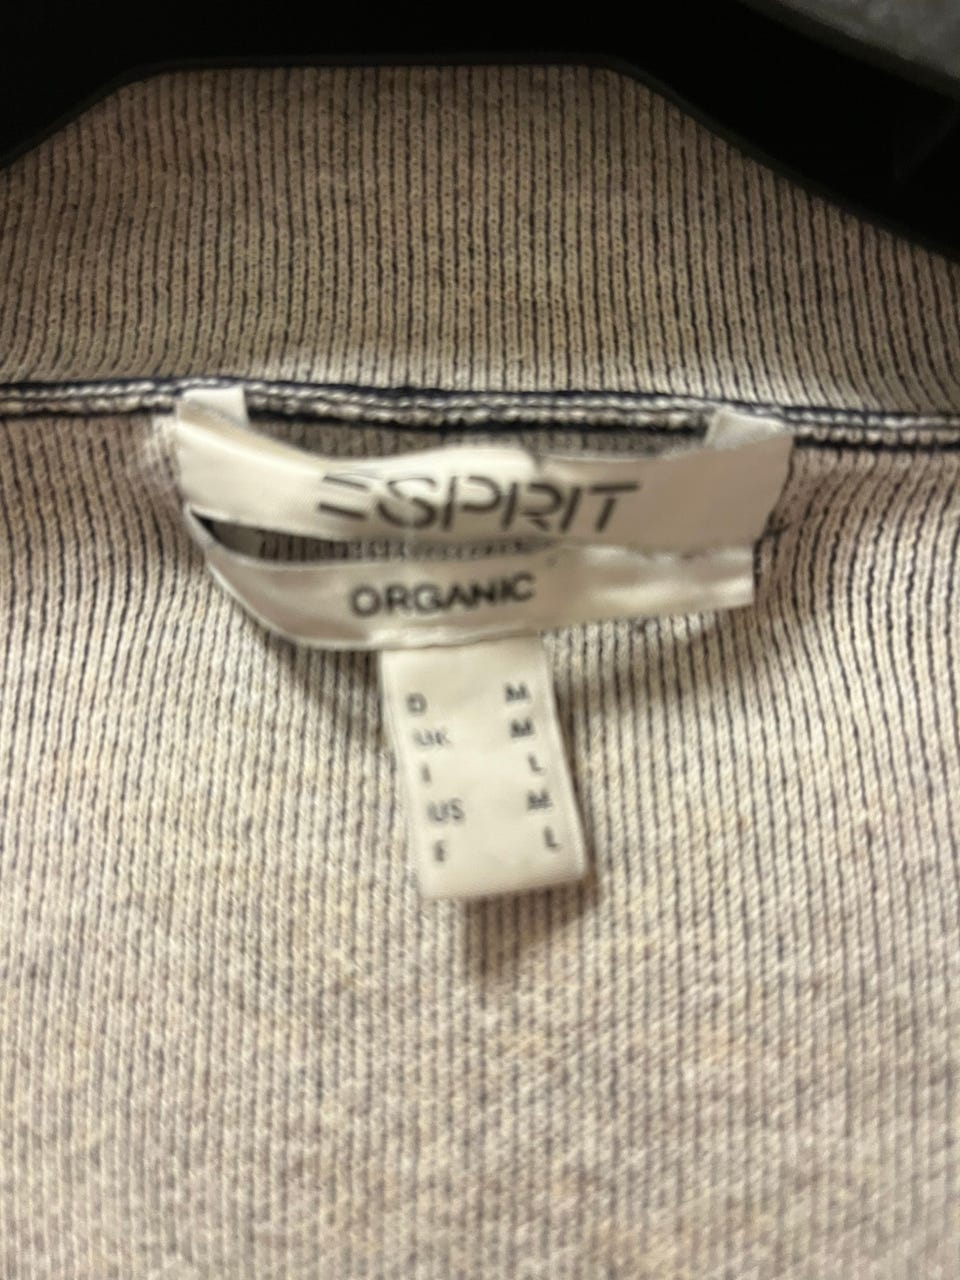 ESPRIT
ORGANIC
D M
UK M
I L
US M
E L